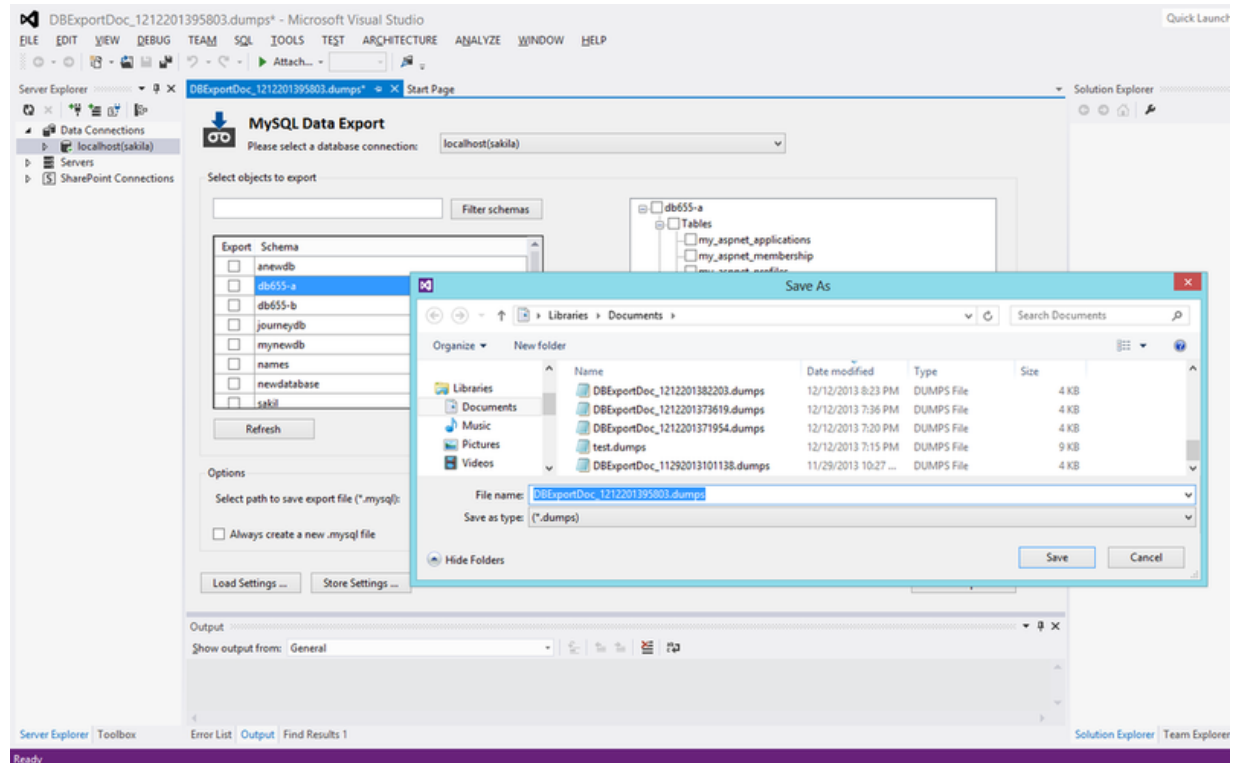 DBExportDoc_1212201395803.dumps* - Microsoft Visual Studio
Quick Launch
FILE EDIT VIEW DEBUG TEAM SQL TOOLS TEST ARCHITECTURE ANALYZE WINDOW HELP
Attach...
Server Explorer
DBExportDoc_1212201395803.dumps*
Start Page
Solution Explorer
Data Connections
localhost(sakila)
Servers
SharePoint Connections
MySQL Data Export
Please select a database connection: localhost(sakila)
Select objects to export
Filter schemas
Export Schema
anewdb
db655-a
db655-b
journeydb
mynewdb
names
newdatabase
sakil
Refresh
db655-a
Tables
my_aspnet_applications
my_aspnet_membership
my_aspnet_profiles
Options
Select path to save export file (*.mysql):
Always create a new .mysql file
Load Settings ...
Store Settings ...
Save As
Libraries
Documents
Search Documents
Organize
New folder
Libraries
Documents
Music
Pictures
Videos
Name Date modified Type Size
DBExportDoc_1212201382203.dumps 12/12/2013 8:23 PM DUMPS File 4 KB
DBExportDoc_1212201373619.dumps 12/12/2013 7:36 PM DUMPS File 4 KB
DBExportDoc_1212201371954.dumps 12/12/2013 7:20 PM DUMPS File 4 KB
test.dumps 12/12/2013 7:15 PM DUMPS File 9 KB
DBExportDoc_11292013101138.dumps 11/29/2013 10:27 ... DUMPS File 4 KB
File name: DBExportDoc_1212201395803.dumps
Save as type: (*.dumps)
Hide Folders
Save
Cancel
Output
Show output from: General
Server Explorer Toolbox
Error List Output Find Results 1
Solution Explorer Team Explorer
Ready